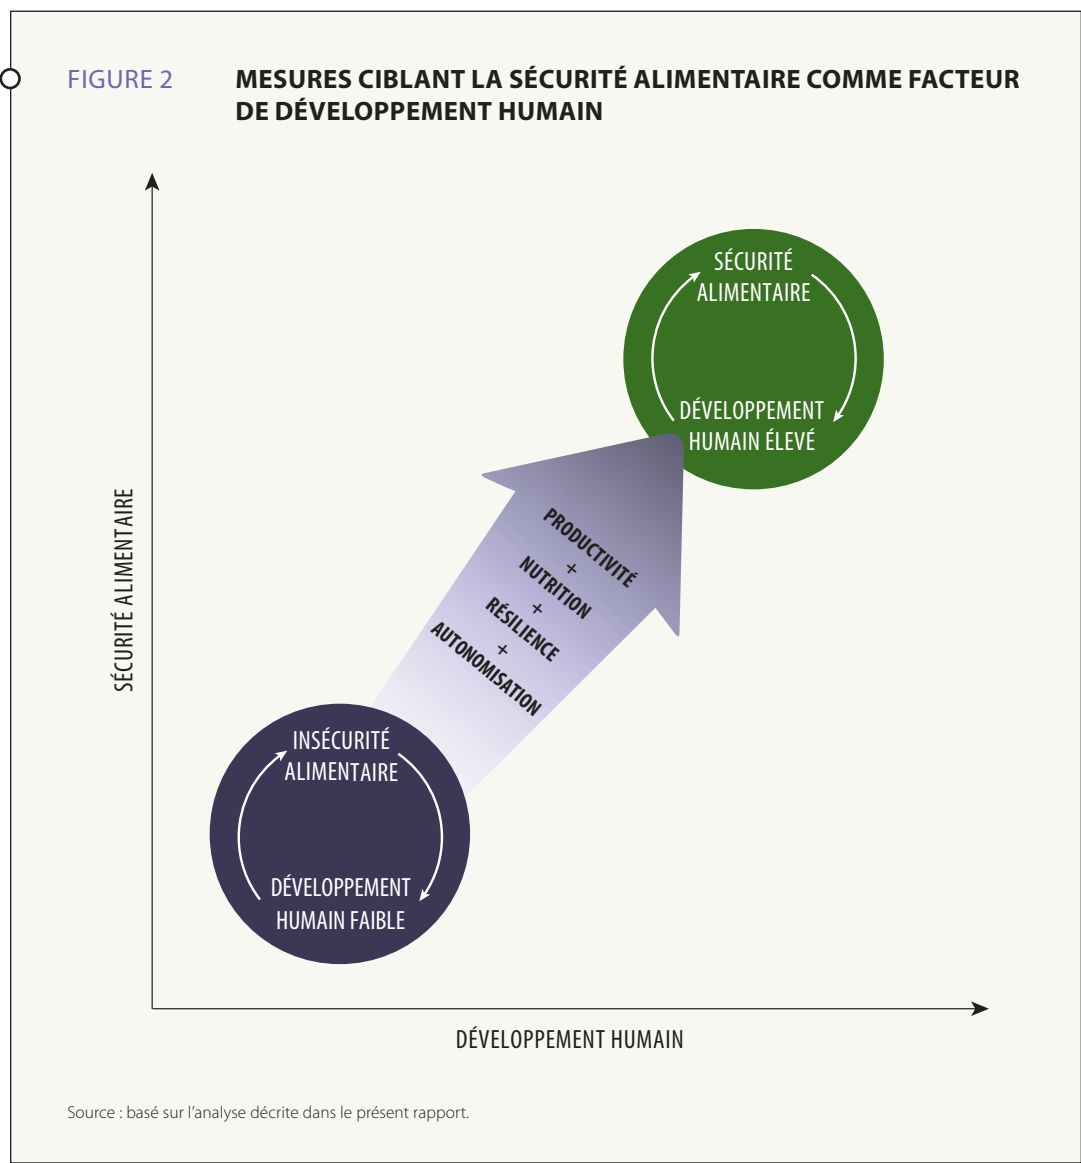 FIGURE 2
MESURES CIBLANT LA SÉCURITÉ ALIMENTAIRE COMME FACTEUR
DE DÉVELOPPEMENT HUMAIN
SÉCURITÉ
ALIMENTAIRE
DÉVELOPPEMENT
HUMAIN ÉLEVÉ
PRODUCTIVITÉ
+
NUTRITION
+
RÉSILIENCE
+
AUTONOMISATION
SÉCURITÉ ALIMENTAIRE
INSÉCURITÉ
ALIMENTAIRE
DÉVELOPPEMENT
HUMAIN FAIBLE
DÉVELOPPEMENT HUMAIN
Source : basé sur l’analyse décrite dans le présent rapport.